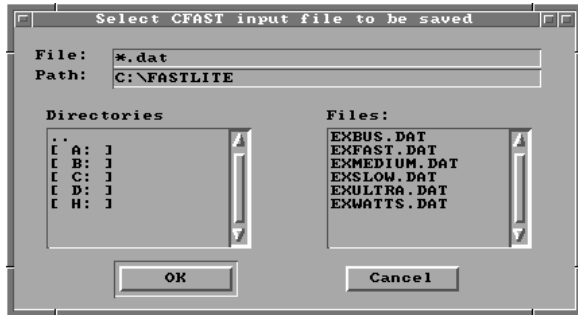 Select CFAST input file to be saved
File: *.dat
Path: C:\FASTLITE
Directories
..
[ A: ]
[ B: ]
[ C: ]
[ D: ]
[ H: ]
Files:
EXBUS.DAT
EXFAST.DAT
EXMEDIUM.DAT
EXSLOW.DAT
EXULTRA.DAT
EXWATTS.DAT
OK
Cancel